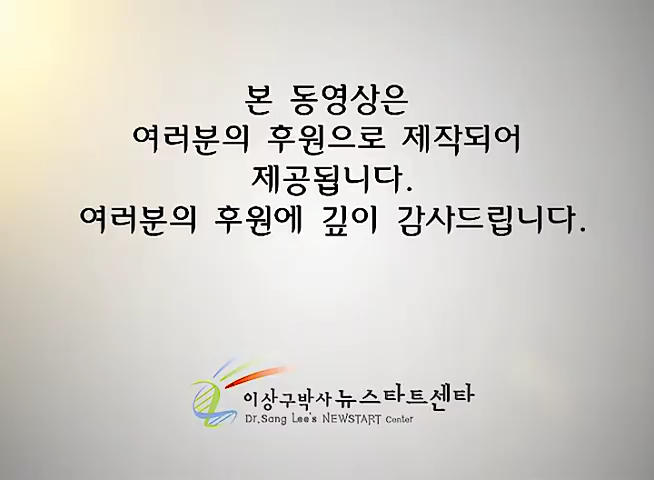 본 동영상은
여러분의 후원으로 제작되어
제공됩니다.
여러분의 후원에 깊이 감사드립니다.
이상구박사 뉴스타트센타
Dr.Sang Lee's NEWSTART Center